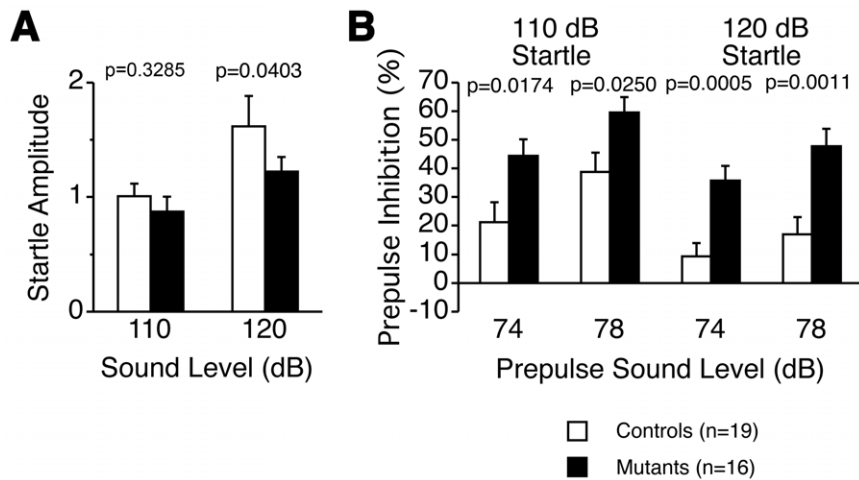 A
p=0.3285 p=0.0403
2
1
0
Startle Amplitude
110 120
Sound Level (dB)
B
110 dB Startle
120 dB Startle
p=0.0174 p=0.0250 p=0.0005 p=0.0011
70
60
50
40
30
20
10
0
-10
Prepulse Inhibition (%)
74 78 74 78
Prepulse Sound Level (dB)
Controls (n=19)
Mutants (n=16)